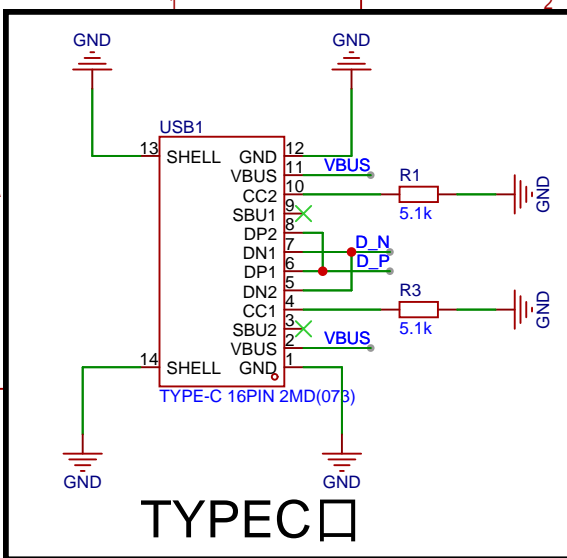 1
2
GND
GND
USB1
13 SHELL
GND 12
VBUS 11 VBUS
CC2 10
R1
5.1k
GND
SBU1 9
DP2 8
DN1 7 D_N
DP1 6 D_P
DN2 5
CC1 4
R3
5.1k
GND
SBU2 3
VBUS 2 VBUS
14 SHELL
GND 1
TYPE-C 16PIN 2MD(073)
GND
GND
TYPEC口